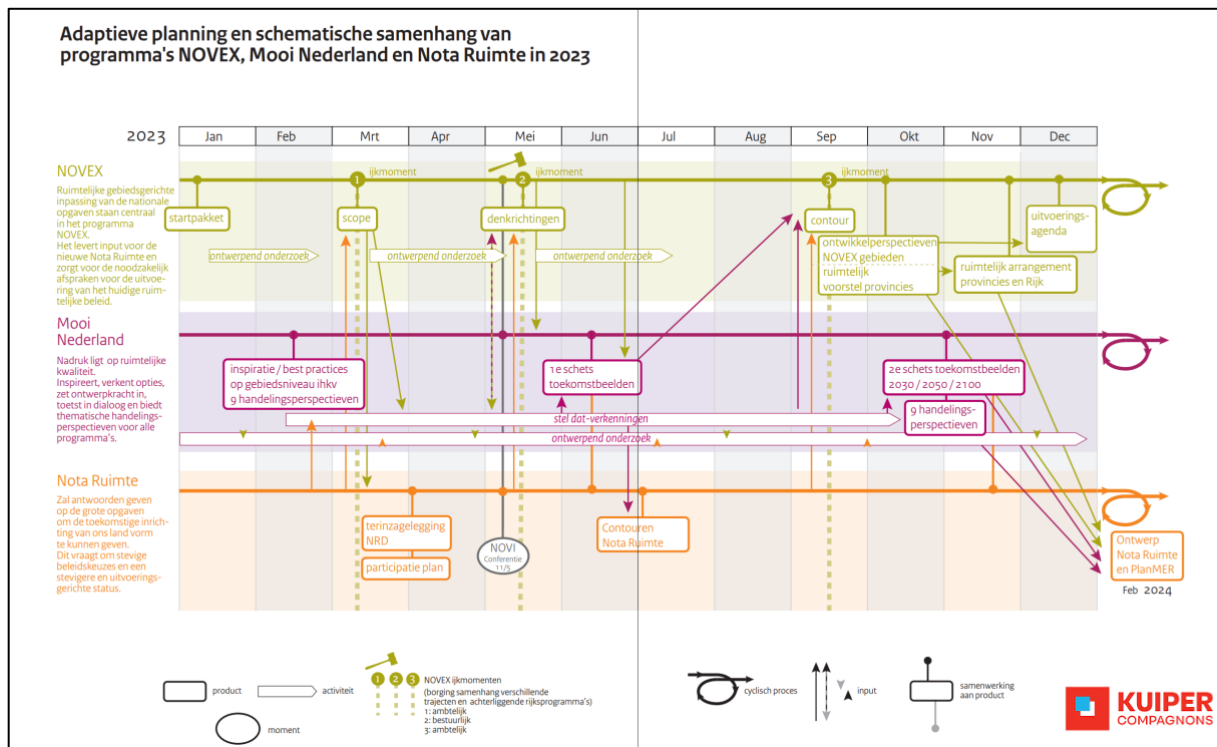 Adaptieve planning en schematische samenhang van
programma's NOVEX, Mooi Nederland en Nota Ruimte in 2023
2023
Jan
Feb
Mrt
Apr
Mei
Jun
Jul
Aug
Sep
Okt
Nov
Dec
NOVEX
Ruimtelijke gebiedsgerichte
inpassing van de nationale
opgaven staan centraal
in het programma
NOVEX.
Het levert input voor de
nieuwe Nota Ruimte en
zorgt voor de noodzakelijk
afspraken voor de uitvoe-
ring van het huidige ruim-
telijke beleid.
1
ijkmoment
2
ijkmoment
3
ijkmoment
startpakket
scope
denkrichtingen
contour
uitvoerings-
agenda
ontwikkelperspectieven
NOVEX gebieden
ruimtelijk
voorstel provincies
ruimtelijk arrangement
provincies en Rijk
ontwerpend onderzoek
ontwerpend onderzoek
ontwerpend onderzoek
Mooi
Nederland
Nadruk ligt op ruimtelijke
kwaliteit.
Inspireert, verkent opties,
zet ontwerpkracht in,
toetst in dialoog en biedt
thematische handelings-
perspectieven voor alle
programma's.
inspiratie / best practices
op gebiedsniveau ihkv
9 handelingsperspectieven
1e schets
toekomstbeelden
2e schets toekomstbeelden
2030 / 2050 / 2100
9 handelings-
perspectieven
stel dat-verkenningen
ontwerpend onderzoek
Nota Ruimte
Zal antwoorden geven
op de grote opgaven
om de toekomstige inrich-
ting van ons land vorm
te kunnen geven.
Dit vraagt om stevige
beleidskeuzes en een
stevigere en uitvoerings-
gerichte status.
terinzagelegging
NRD
participatie plan
NOVI
Conferentie
11/5
Contouren
Nota Ruimte
Ontwerp
Nota Ruimte
en PlanMER
Feb 2024
product
activiteit
moment
1
2
3
NOVEX ijkmomenten
(borging samenhang verschillende
trajecten en achterliggende rijksprogramma's)
1: ambtelijk
2: bestuurlijk
3: ambtelijk
cyclisch proces
input
samenwerking
aan product
KUIPER
COMPAGNONS